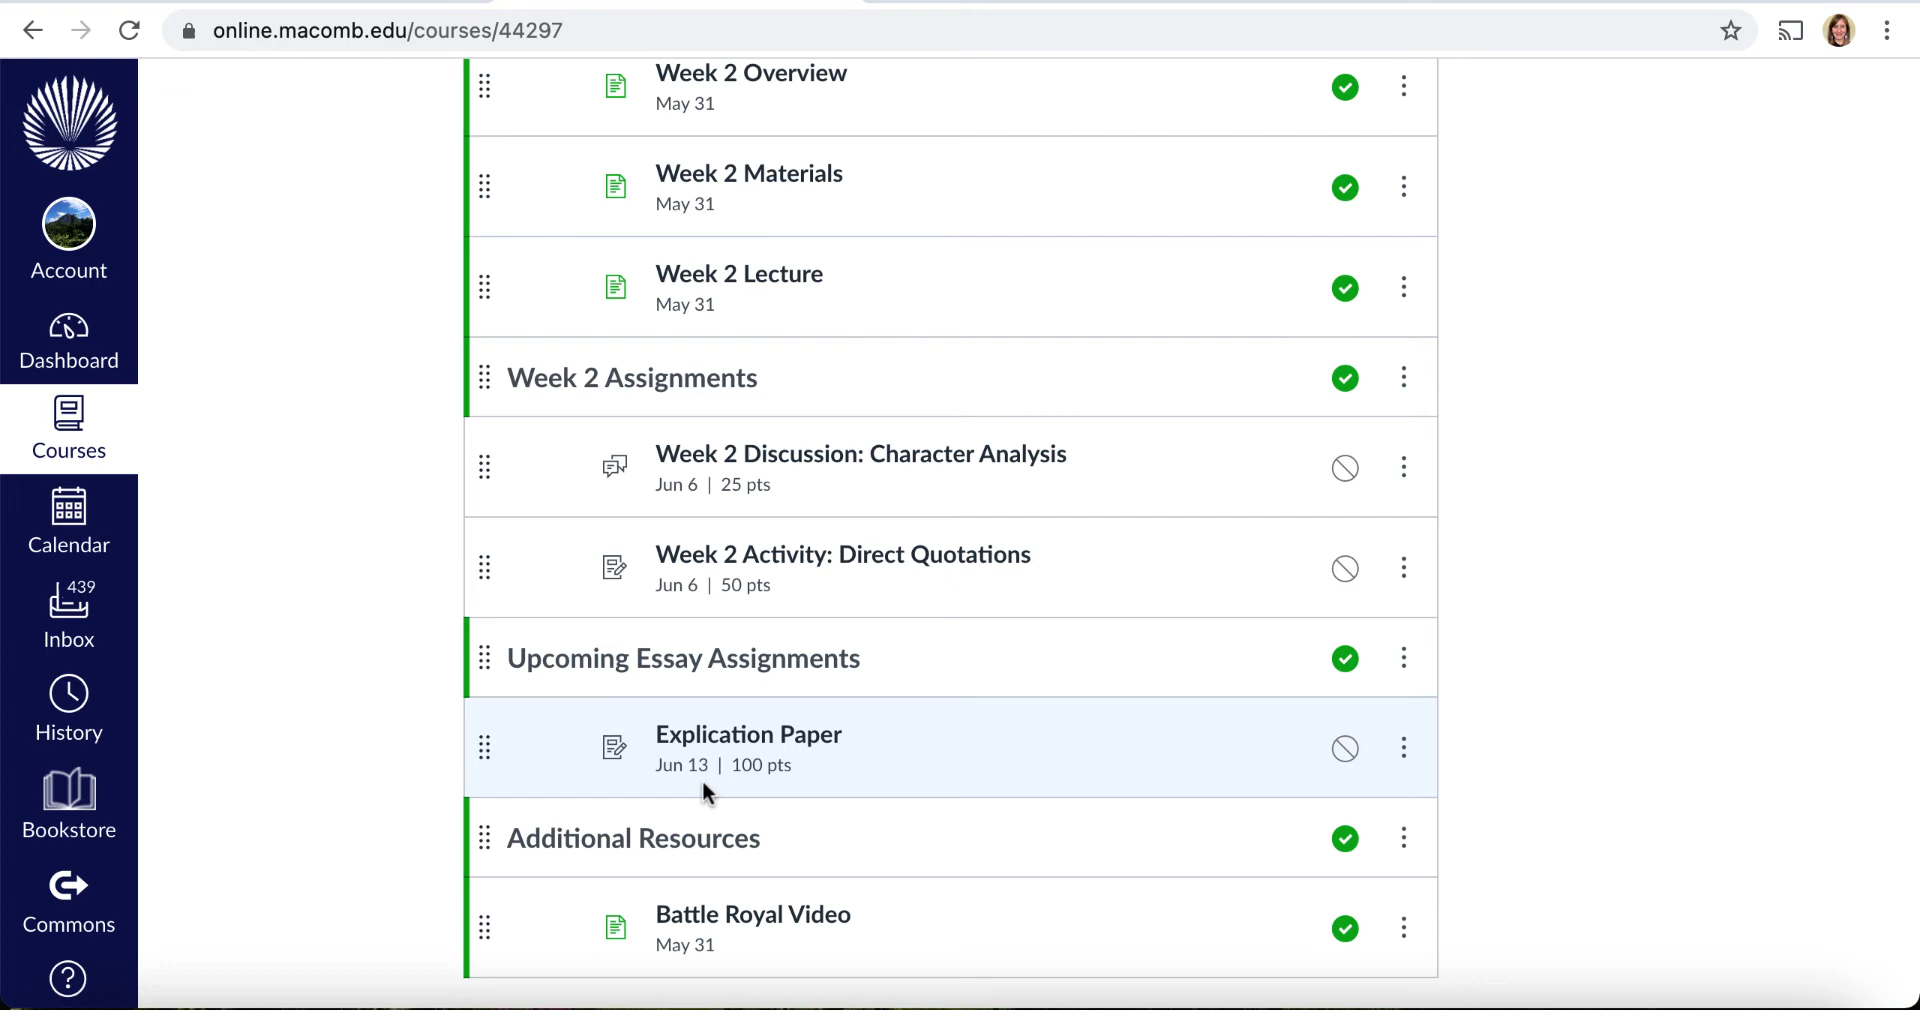 online.macomb.edu/courses/44297
Account
Dashboard
Courses
Calendar
439
Inbox
History
Bookstore
Commons
?
Week 2 Overview
May 31
Week 2 Materials
May 31
Week 2 Lecture
May 31
Week 2 Assignments
Week 2 Discussion: Character Analysis
Jun 6 | 25 pts
Week 2 Activity: Direct Quotations
Jun 6 | 50 pts
Upcoming Essay Assignments
Explication Paper
Jun 13 | 100 pts
Additional Resources
Battle Royal Video
May 31